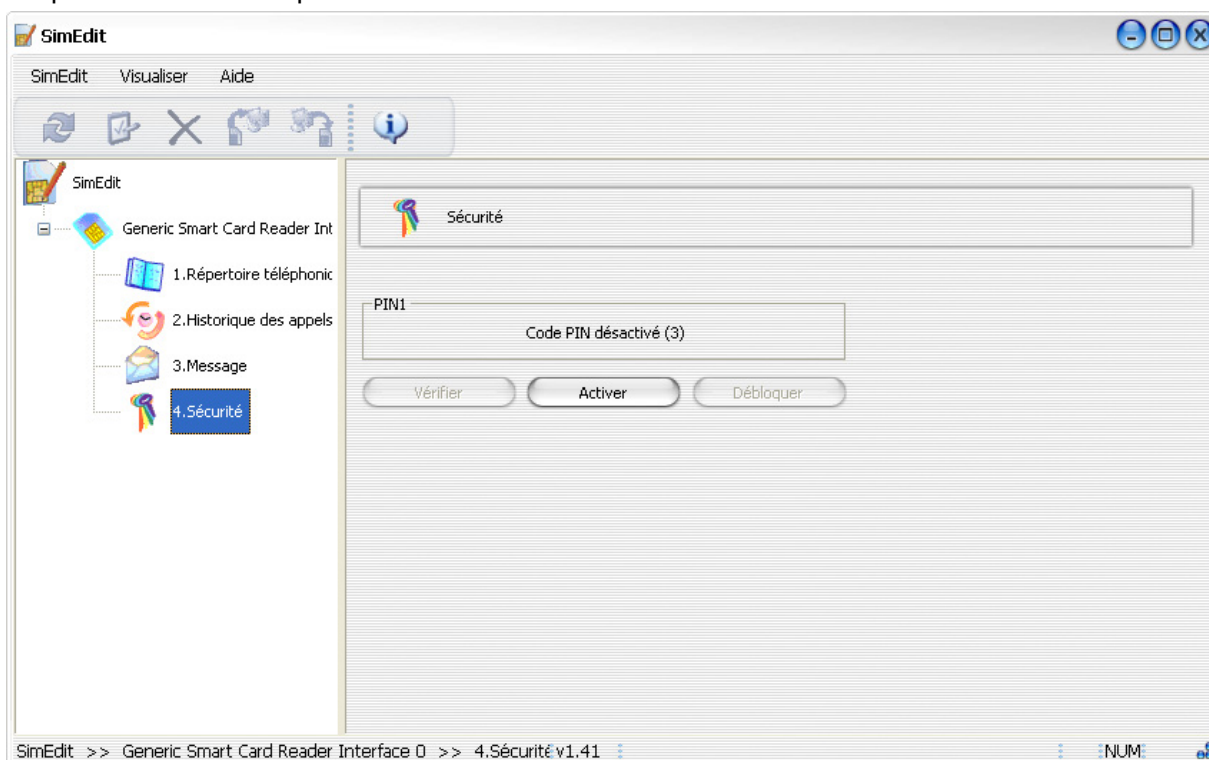 SimEdit
SimEdit Visualiser Aide
SimEdit
Generic Smart Card Reader Int
1.Répertoire téléphonic
2.Historique des appels
3.Message
4.Sécurité
Sécurité
PIN1
Code PIN désactivé (3)
Vérifier Activer Débloquer
SimEdit >> Generic Smart Card Reader Interface 0 >> 4.Sécurité v1.41 NUM